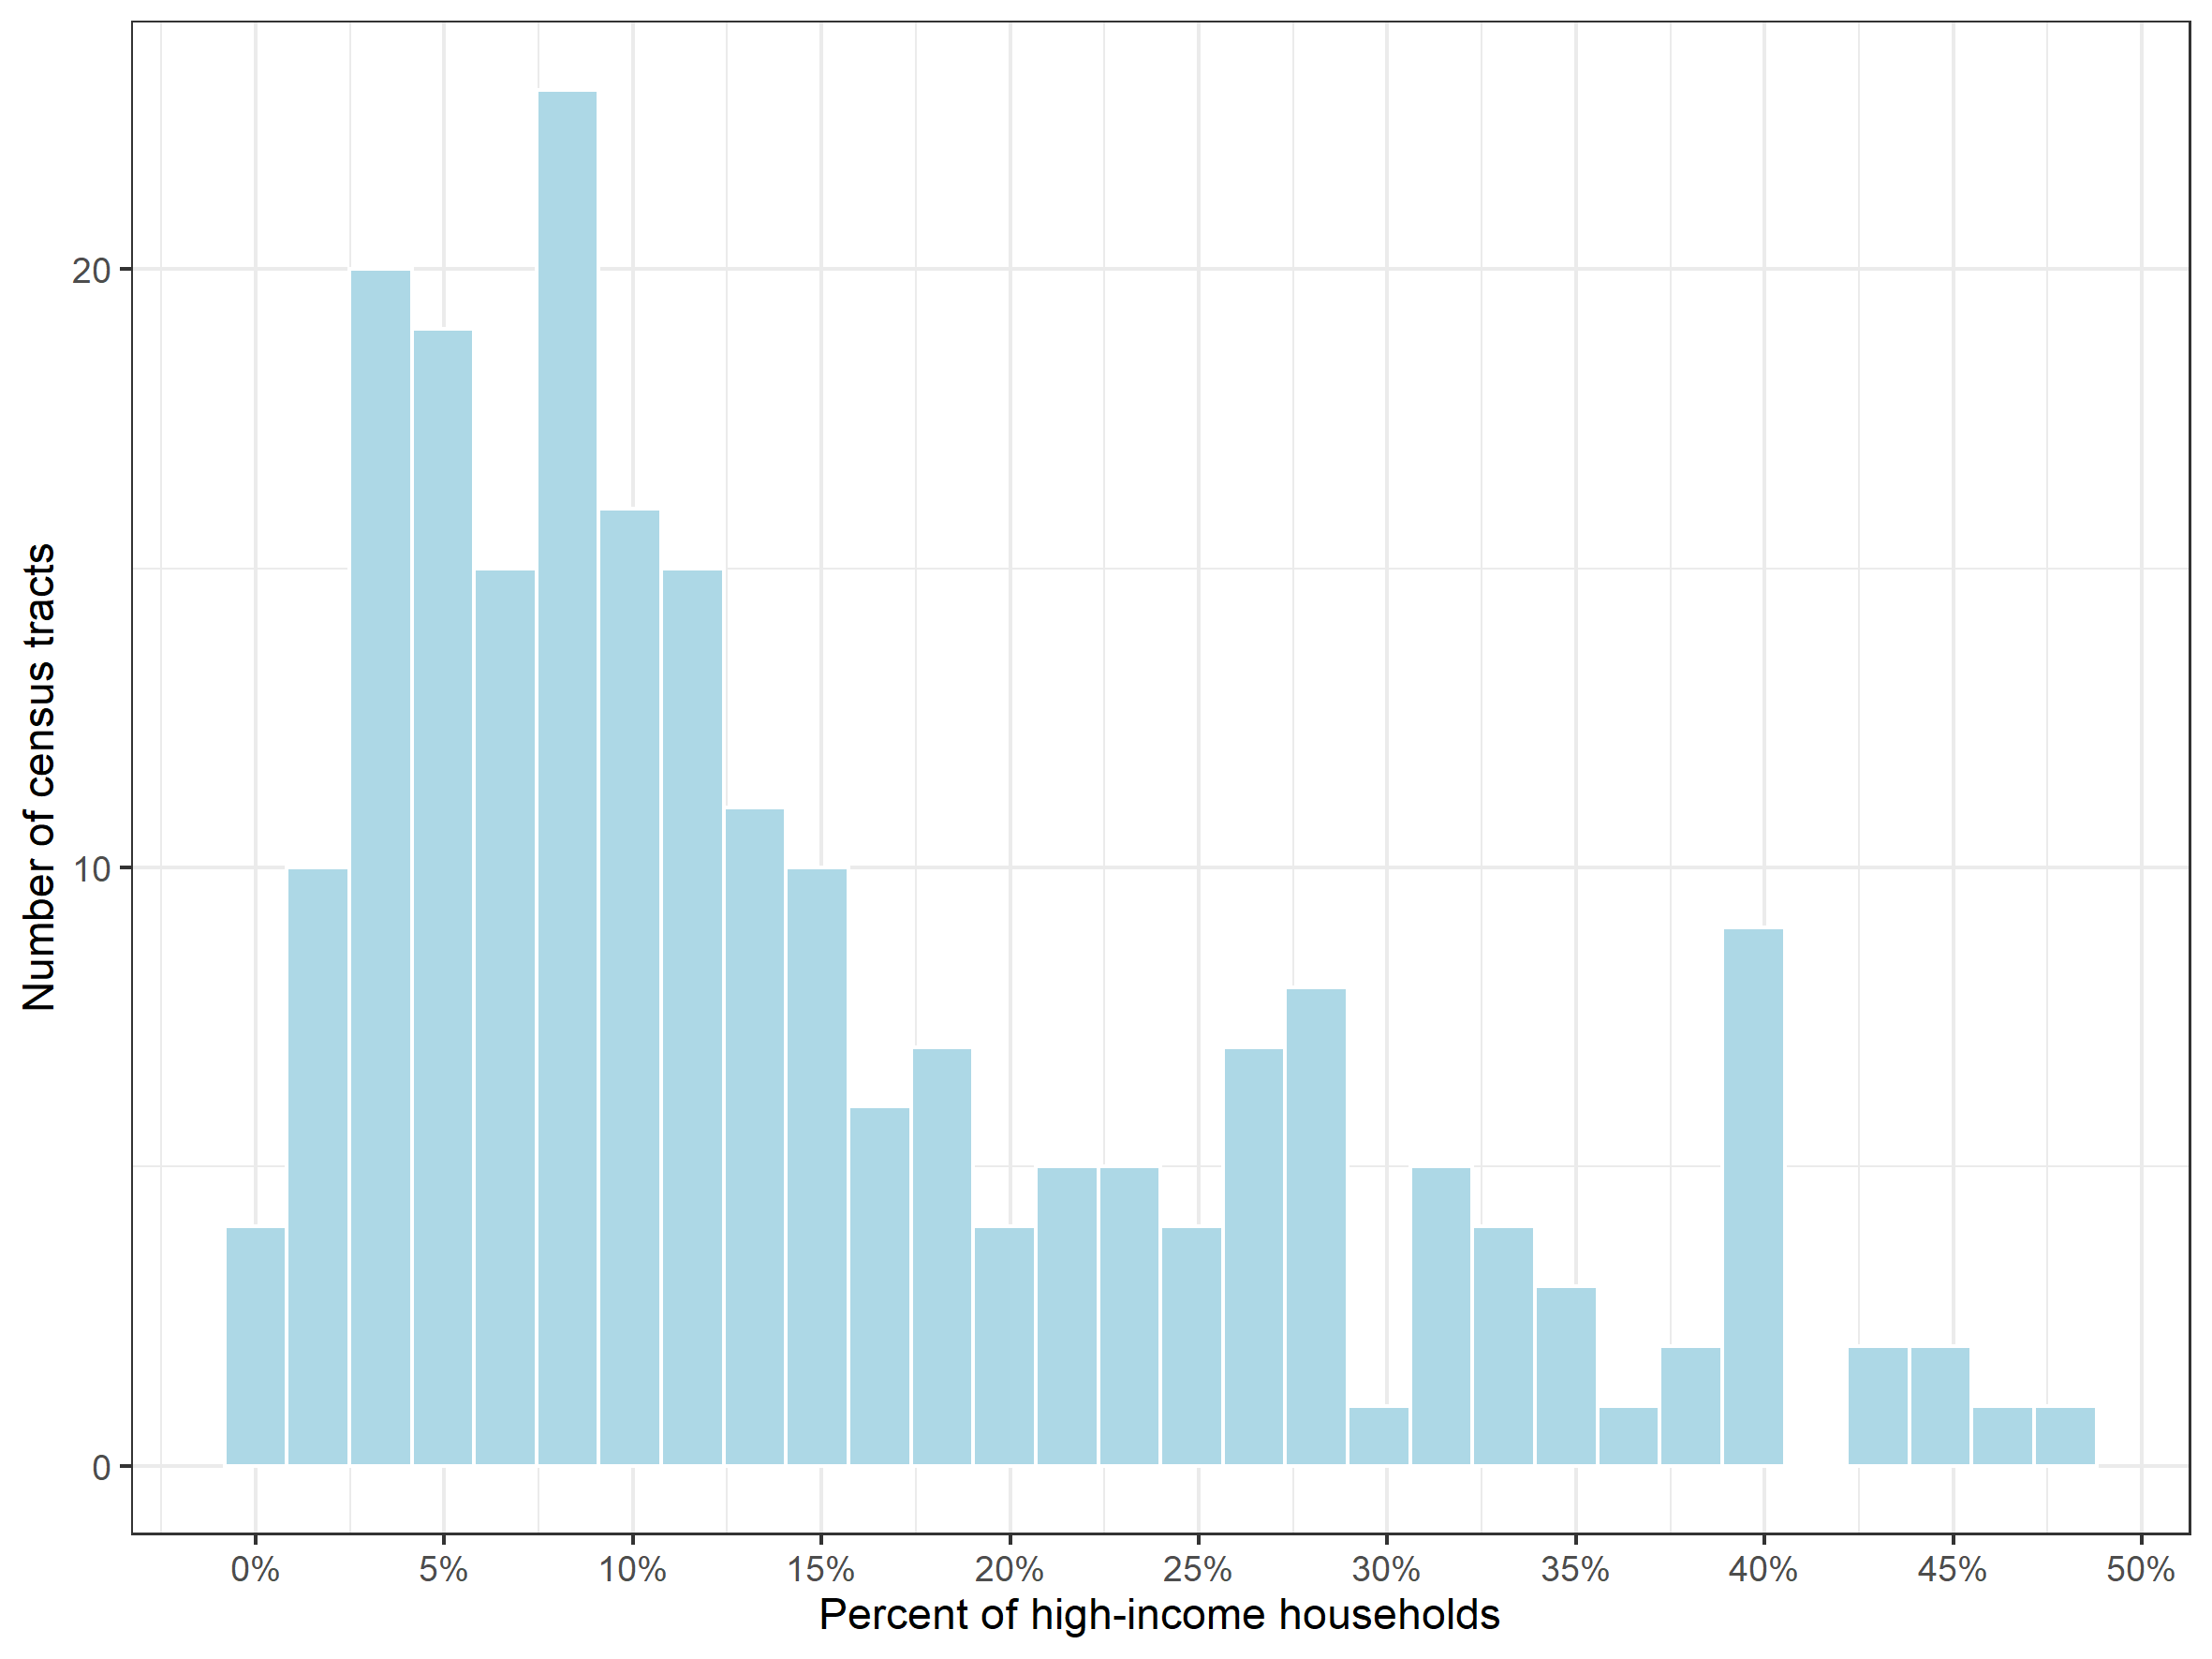 Number of census tracts
20
10
0
0% 5% 10% 15% 20% 25% 30% 35% 40% 45% 50%
Percent of high-income households